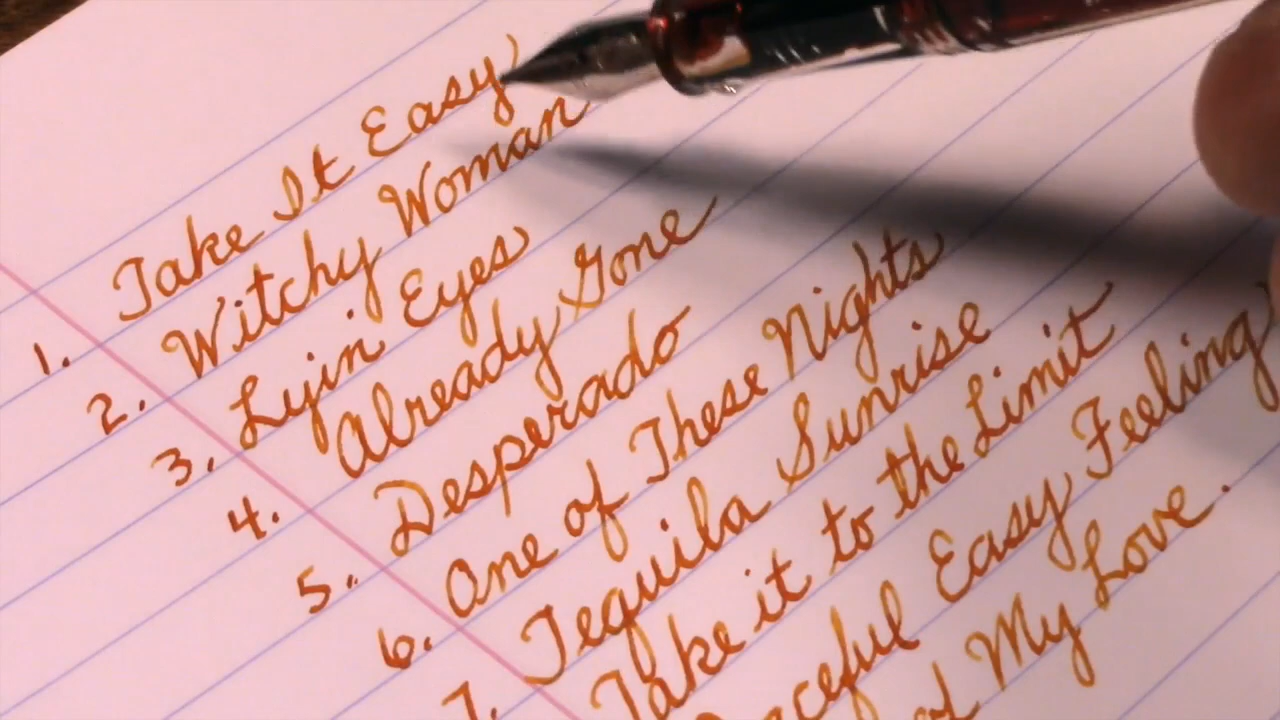 1. Take It Easy
2. Witchy Woman
3. Lyin Eyes
4. Already Gone
5. Desperado
6. One of These Nights
7. Tequila Sunrise
Take it to the Limit
Easy Feeling
of My Love.